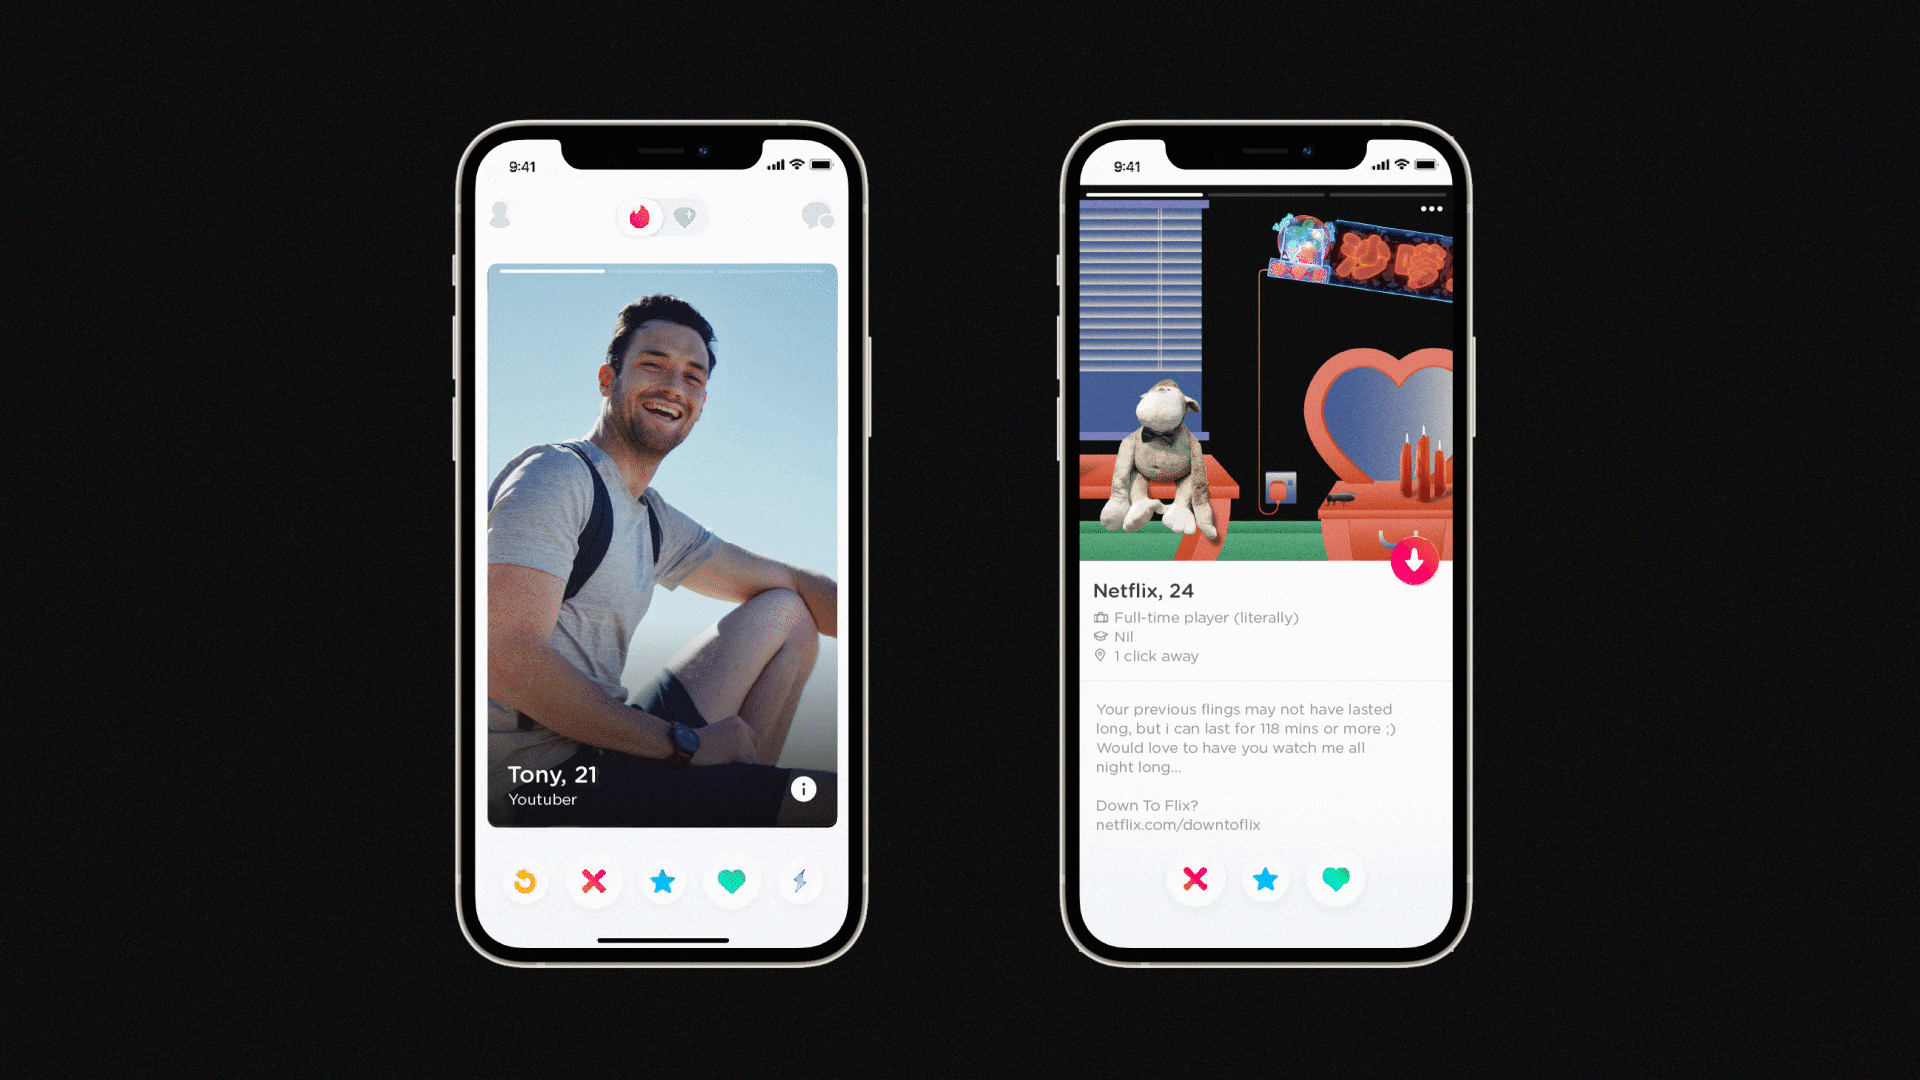 9:41
Tony, 21
Youtuber
9:41
Netflix, 24
Full-time player (literally)
Nil
1 click away
Your previous flings may not have lasted
long, but i can last for 118 mins or more ;)
Would love to have you watch me all
night long...
Down To Flix?
netflix.com/downtoflix